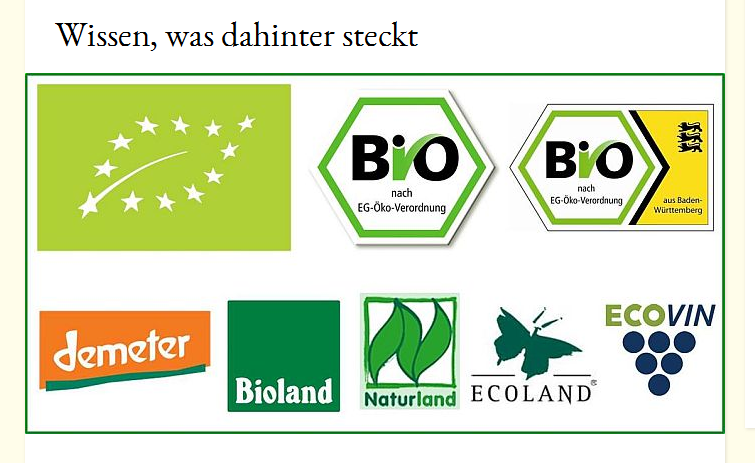 Wissen, was dahinter steckt
BiO
nach
EG-Öko-Verordnung
BiO
nach
EG-Öko-Verordnung
aus Baden-
Württemberg
demeter
Bioland
Naturland
ECOLAND®
ECOVIN